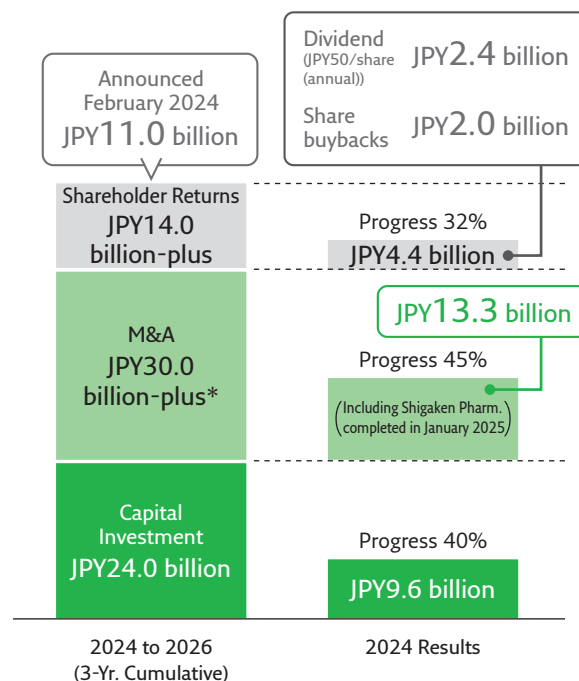 Announced
February 2024
JPY11.0 billion
Dividend
(JPY50/share
(annual))
JPY2.4 billion
Share
buybacks
JPY2.0 billion
Shareholder Returns
JPY14.0
billion-plus
Progress 32%
JPY4.4 billion
JPY13.3 billion
M&A
JPY30.0
billion-plus*
Progress 45%
(Including Shigaken Pharm.
completed in January 2025)
Capital
Investment
JPY24.0 billion
Progress 40%
JPY9.6 billion
2024 to 2026
(3-Yr. Cumulative)
2024 Results